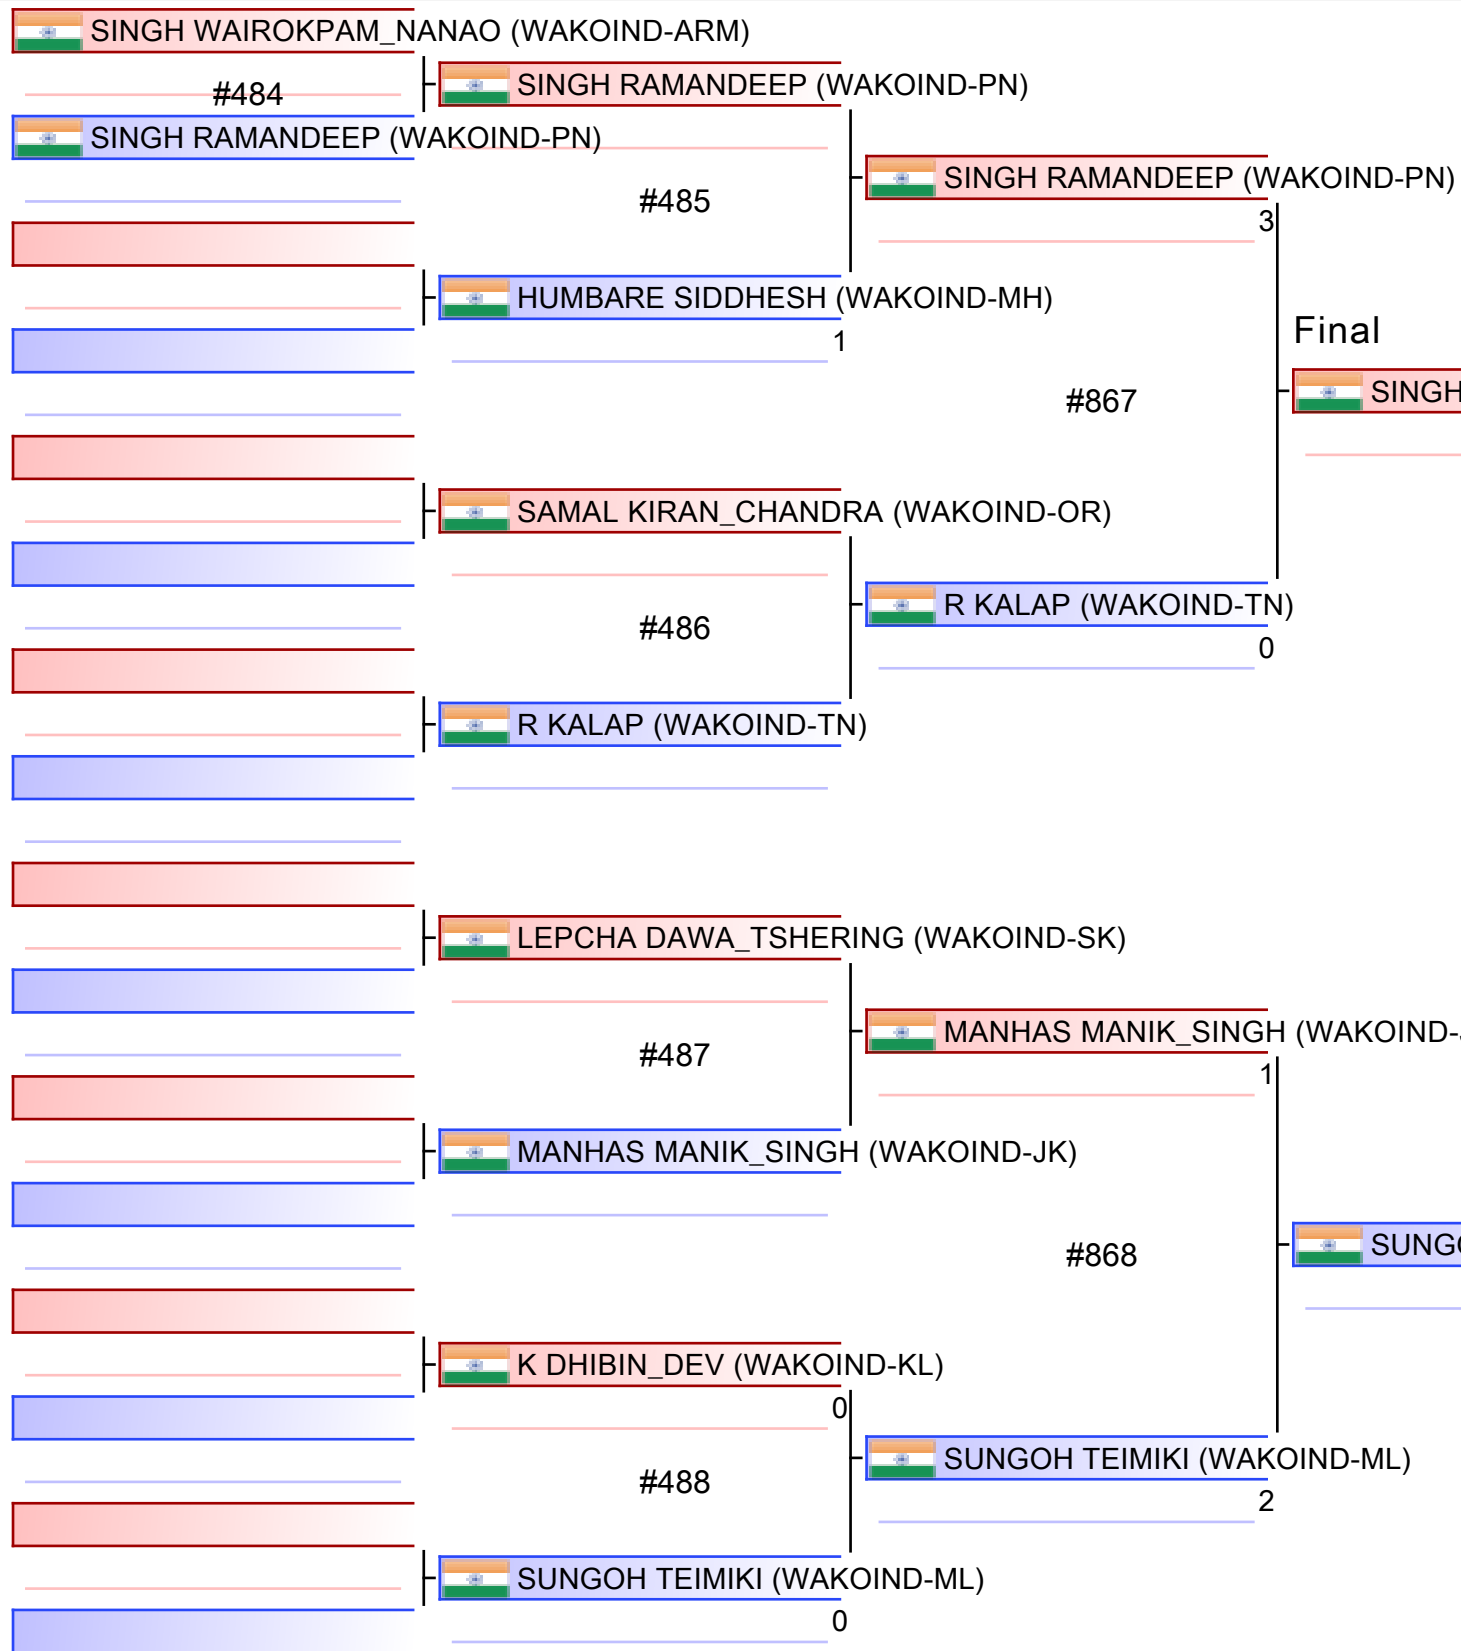 SINGH WAIROKPAM_NANAO (WAKOIND-ARM)
#484
SINGH RAMANDEEP (WAKOIND-PN)
SINGH RAMANDEEP (WAKOIND-PN)
#485
HUMBARE SIDDHESH (WAKOIND-MH)
1
SAMAL KIRAN_CHANDRA (WAKOIND-OR)
#486
R KALAP (WAKOIND-TN)
LEPCHA DAWA_TSHERING (WAKOIND-SK)
#487
MANHAS MANIK_SINGH (WAKOIND-JK)
K DHIBIN_DEV (WAKOIND-KL)
0
#488
SUNGOH TEIMIKI (WAKOIND-ML)
0
SINGH RAMANDEEP (WAKOIND-PN)
3
#867
R KALAP (WAKOIND-TN)
0
MANHAS MANIK_SINGH (WAKOIND-
1
#868
SUNGOH TEIMIKI (WAKOIND-ML)
2
Final
SINGH